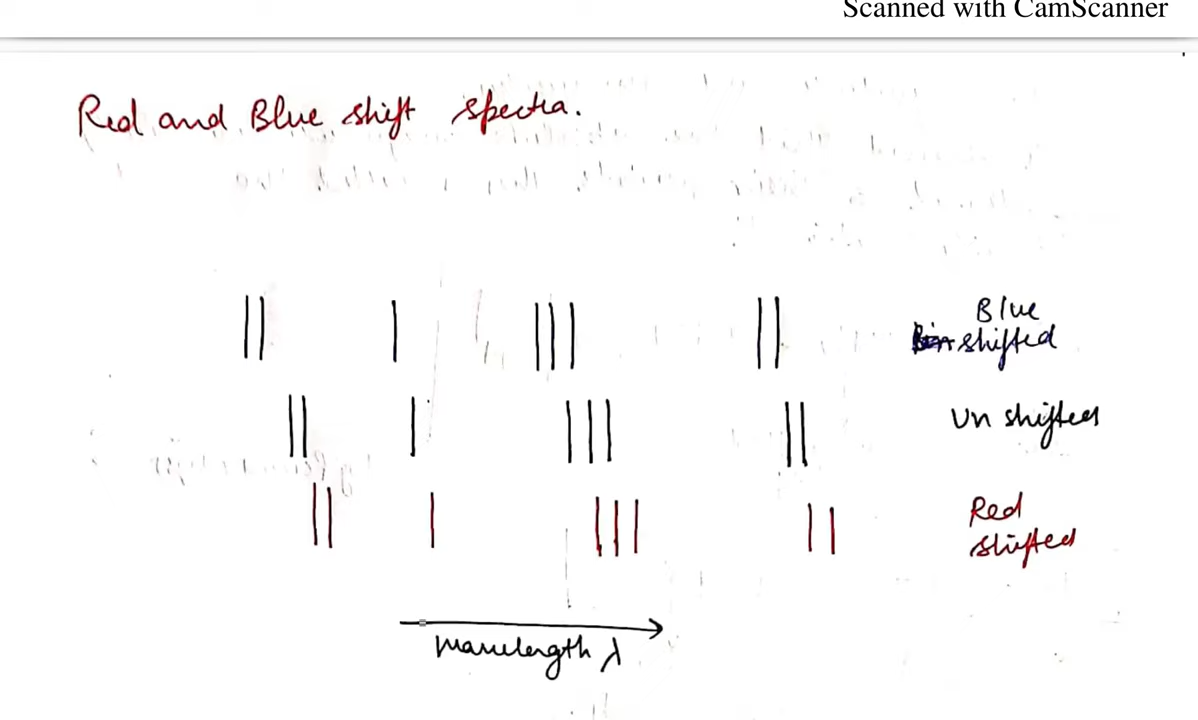 Scanned with CamScanner
Red and Blue shift spectra.
Blue
shifted
Un shifted
Red
shifted
wavelength λ